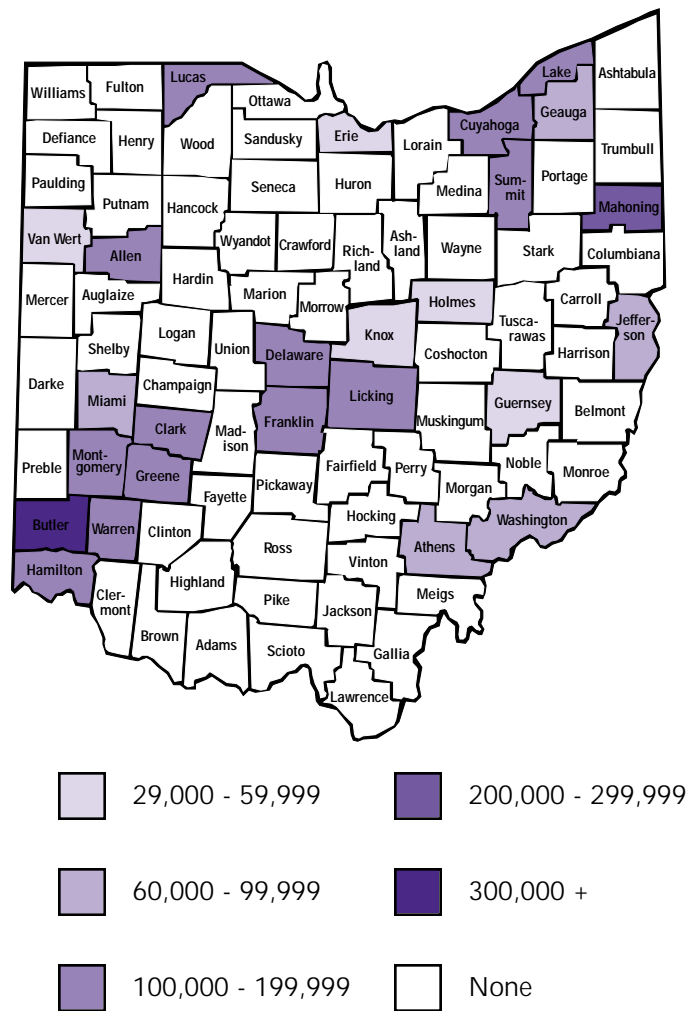 Williams
Fulton
Lucas
Ottawa
Lake
Ashtabula
Geauga
Cuyahoga
Defiance
Henry
Wood
Sandusky
Erie
Lorain
Trumbull
Paulding
Putnam
Hancock
Seneca
Huron
Medina
Sum-
mit
Portage
Mahoning
Van Wert
Allen
Wyandot
Crawford
Rich-
land
Ash-
land
Wayne
Stark
Columbiana
Mercer
Auglaize
Hardin
Marion
Morrow
Holmes
Tusca-
rawas
Carroll
Jeffer-
son
Shelby
Logan
Union
Delaware
Knox
Coshocton
Harrison
Darke
Miami
Champaign
Clark
Mad-
ison
Franklin
Licking
Muskingum
Guernsey
Belmont
Preble
Mont-
gomery
Greene
Fayette
Pickaway
Fairfield
Perry
Morgan
Noble
Monroe
Butler
Warren
Clinton
Ross
Hocking
Athens
Washington
Hamilton
Cler-
mont
Highland
Pike
Vinton
Meigs
Brown
Adams
Scioto
Jackson
Gallia
Lawrence
29,000 - 59,999
200,000 - 299,999
60,000 - 99,999
300,000 +
100,000 - 199,999
None